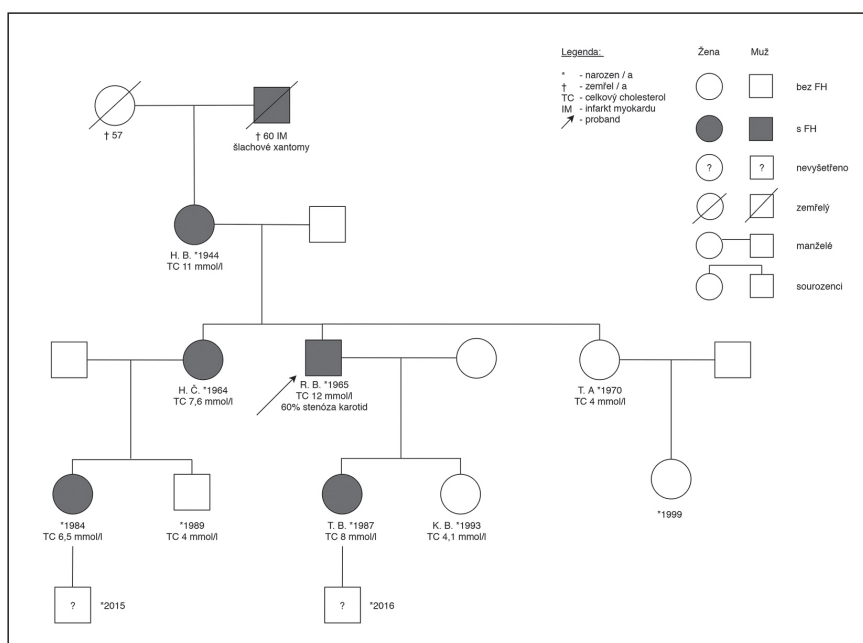 Legenda:
* - narozen / a
† - zemřel / a
TC - celkový cholesterol
IM - infarkt myokardu
- proband
Žena Muž
bez FH
s FH
? ? nevyšetřeno
zemřelý
manželé
sourozenci
† 57
† 60 IM
šlachové xantomy
H. B. *1944
TC 11 mmol/l
H. Č. *1964
TC 7,6 mmol/l
R. B. *1965
TC 12 mmol/l
60% stenóza karotid
T. A *1970
TC 4 mmol/l
*1984
TC 6,5 mmol/l
*1989
TC 4 mmol/l
T. B. *1987
TC 8 mmol/l
K. B. *1993
TC 4,1 mmol/l
*1999
? *2015
? *2016